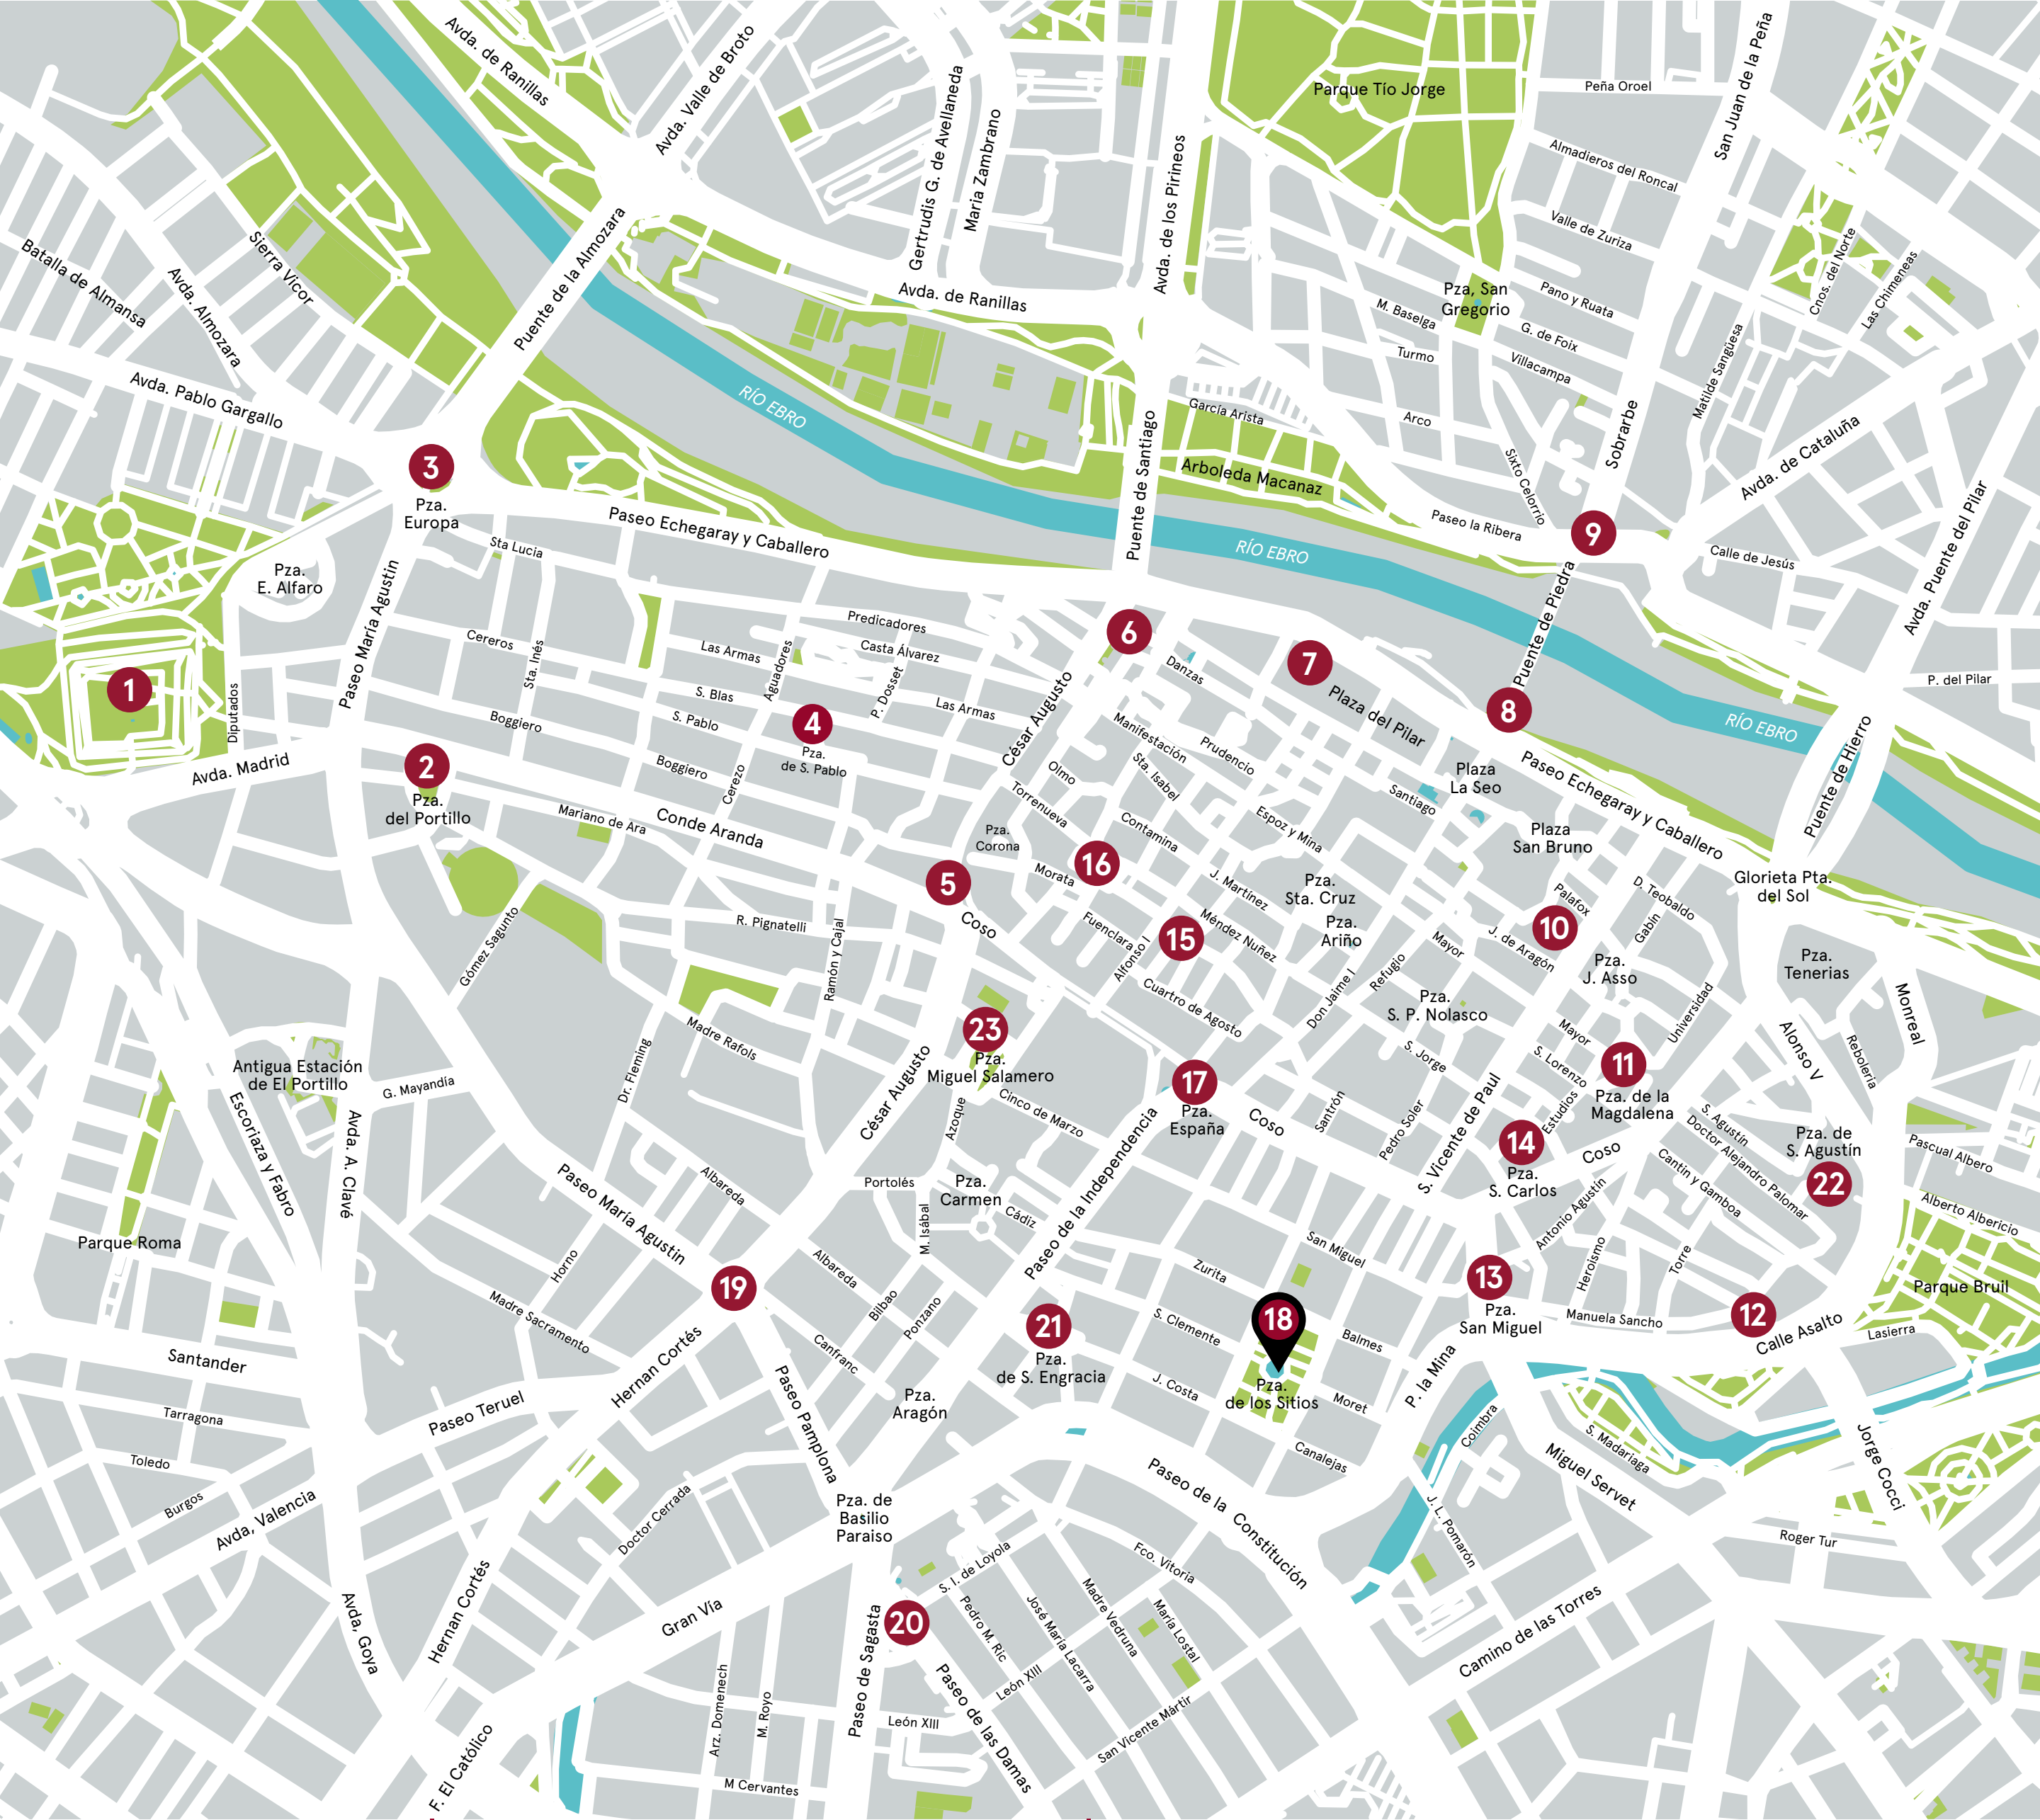 Avda. de Ranillas
Avda. Valle de Broto
Gertrudis G. de Avellaneda
Maria Zambrano
Avda. de los Pirineos
Parque Tío Jorge
Peña Oroel
San Juan de la Peña
Almadieros del Roncal
Valle de Zuriza
Cnos. del Norte
Las Chimeneas
Batalla de Almansa
Avda. Almozara
Sierra Vicor
Puente de la Almozara
Avda. de Ranillas
Pza, San
Gregorio
Pano y Ruata
M. Baselga
G. de Foix
Turmo
Villacampa
Matilde Sangüesa
Avda. Pablo Gargallo
RÍO EBRO
García Arista
Arco
Sobrarbe
Avda. de Cataluña
3
Pza.
Europa
Puente de Santiago
Arboleda Macanaz
Sixto Celorrio
Paseo la Ribera
9
Avda. Puente del Pilar
Paseo Echegaray y Caballero
Sta Lucia
RÍO EBRO
Calle de Jesús
Pza.
E. Alfaro
Paseo María Agustin
Puente de Piedra
Predicadores
6
Cereros
Sta. Inés
Las Armas
Casta Álvarez
Aguadores
P. Dosset
Danzas
7
1
Diputados
S. Blas
Las Armas
César Augusto
Plaza del Pilar
8
P. del Pilar
Boggiero
S. Pablo
4
Pza.
de S. Pablo
Manifestación
Prudencio
RÍO EBRO
Puente de Hierro
Avda. Madrid
2
Pza.
del Portillo
Boggiero
Cerezo
Olmo
Sta. Isabel
Plaza
La Seo
Paseo Echegaray y Caballero
Mariano de Ara
Conde Aranda
Torrenueva
Contamina
Santiago
Espoz y Mina
Pza.
Corona
Plaza
San Bruno
5
Morata
16
J. Martínez
Pza.
Sta. Cruz
Palafox
D. Teobaldo
Glorieta Pta.
del Sol
Gómez Sagunto
R. Pignatelli
Ramón y Cajal
Coso
Fuenclara
Alfonso I
15
Méndez Nuñez
Pza.
Ariño
Mayor
J. de Aragón
10
Gabín
Pza.
J. Asso
Pza.
Tenerias
Cuartro de Agosto
Don Jaime I
Refugio
Pza.
S. P. Nolasco
Universidad
Monreal
23
Pza.
Miguel Salamero
Madre Rafols
Dr. Fleming
Antigua Estación
de El Portillo
G. Mayandía
César Augusto
Azoque
Cinco de Marzo
17
Pza.
España
Coso
Santrón
S. Jorge
Pedro Soler
S. Vicente de Paul
Mayor
S. Lorenzo
Estudios
11
Pza. de la
Magdalena
Alonso V
Rebolería
Escoriaza y Fabro
Avda. A. Clavé
14
Pza.
S. Carlos
Coso
S. Agustín
Doctor Alejandro Palomar
Pza. de
S. Agustín
22
Pascual Albero
Paseo María Agustin
Albareda
Portolés
Pza.
Carmen
Cádiz
M. Isábal
Paseo de la Independencia
Antonio Agustín
Cantín y Gamboa
Alberto Albericio
Parque Roma
Horno
Albareda
San Miguel
Zurita
Heroismo
Torre
Parque Bruil
19
Madre Sacramento
Bilbao
Ponzano
21
Pza.
de S. Engracia
S. Clemente
18
Balmes
13
Pza.
San Miguel
Manuela Sancho
12
Calle Asalto
Lasierra
Santander
Hernan Cortés
Canfranc
J. Costa
Pza.
de los Sitios
Moret
P. la Mina
Tarragona
Paseo Teruel
Paseo Pamplona
Pza.
Aragón
Coimbra
S. Madariaga
Jorge Cocci
Toledo
Burgos
Avda, Valencia
Canalejas
Miguel Servet
Doctor Cerrada
Pza. de
Basilio
Paraiso
Paseo de la Constitución
J. L. Pomarón
Roger Tur
Avda, Goya
Hernan Cortés
Gran Vía
S. I. de Loyola
Fco. Vitoria
20
Paseo de Sagasta
Pedro M. Ric
José María Lacarra
Madre Vedruna
María Lostal
Camino de las Torres
F. El Católico
Arz. Domenech
M. Royo
León XIII
León XIII
Paseo de las Damas
San Vicente Mártir
M Cervantes